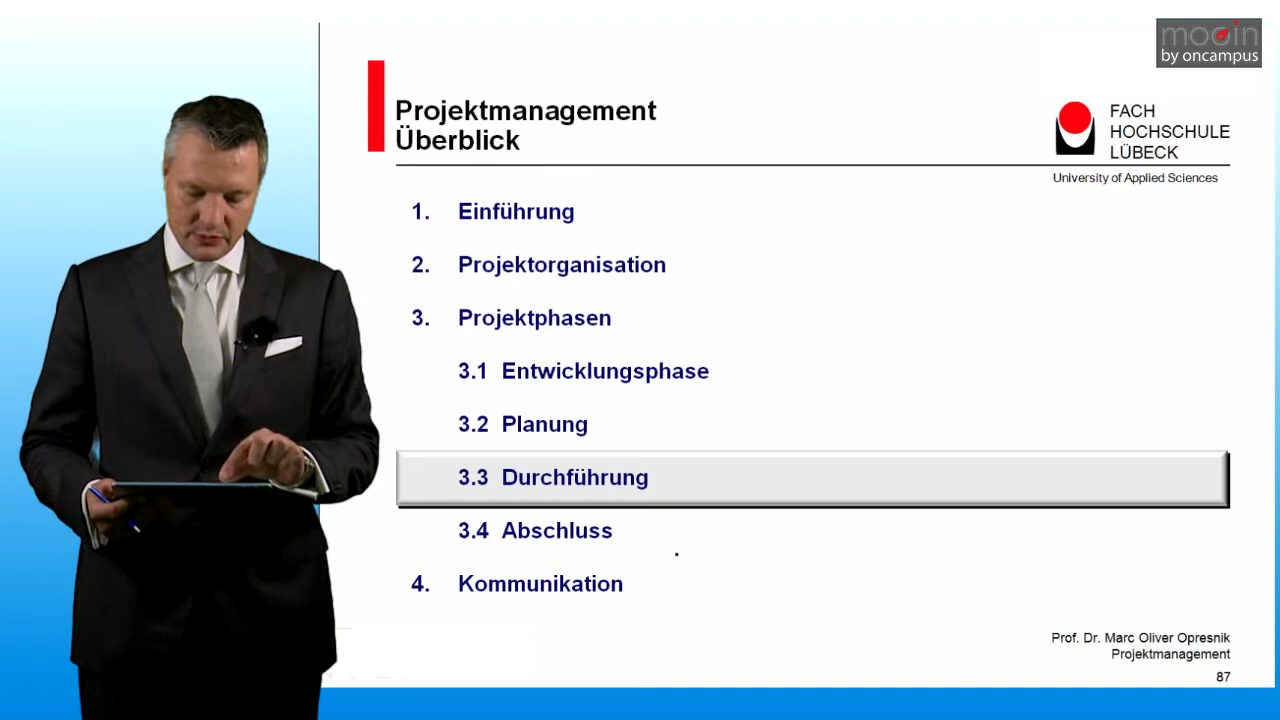 mooin
by oncampus
Projektmanagement
Überblick
FACH
HOCHSCHULE
LÜBECK
University of Applied Sciences
1. Einführung
2. Projektorganisation
3. Projektphasen
3.1 Entwicklungsphase
3.2 Planung
3.3 Durchführung
3.4 Abschluss
4. Kommunikation
Prof. Dr. Marc Oliver Opresnik
Projektmanagement
87